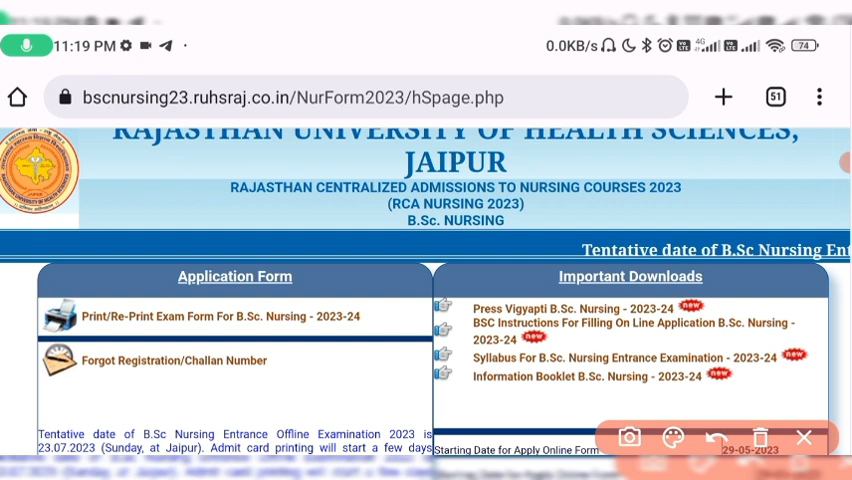 11:19 PM
0.0KB/s 4G 74
bscnursing23.ruhsraj.co.in/NurForm2023/hSpage.php
51
RAJASTHAN UNIVERSITY OF HEALTH SCIENCES,
JAIPUR
RAJASTHAN CENTRALIZED ADMISSIONS TO NURSING COURSES 2023
(RCA NURSING 2023)
B.Sc. NURSING
Tentative date of B.Sc Nursing Ent
Application Form
Print/Re-Print Exam Form For B.Sc. Nursing - 2023-24
Forgot Registration/Challan Number
Tentative date of B.Sc Nursing Entrance Offline Examination 2023 is
23.07.2023 (Sunday, at Jaipur). Admit card printing will start a few days
Important Downloads
Press Vigyapti B.Sc. Nursing - 2023-24 new
BSC Instructions For Filling On Line Application B.Sc. Nursing -
2023-24 new
Syllabus For B.Sc. Nursing Entrance Examination - 2023-24 new
Information Booklet B.Sc. Nursing - 2023-24 new
Starting Date for Apply Online Form 29-05-2023